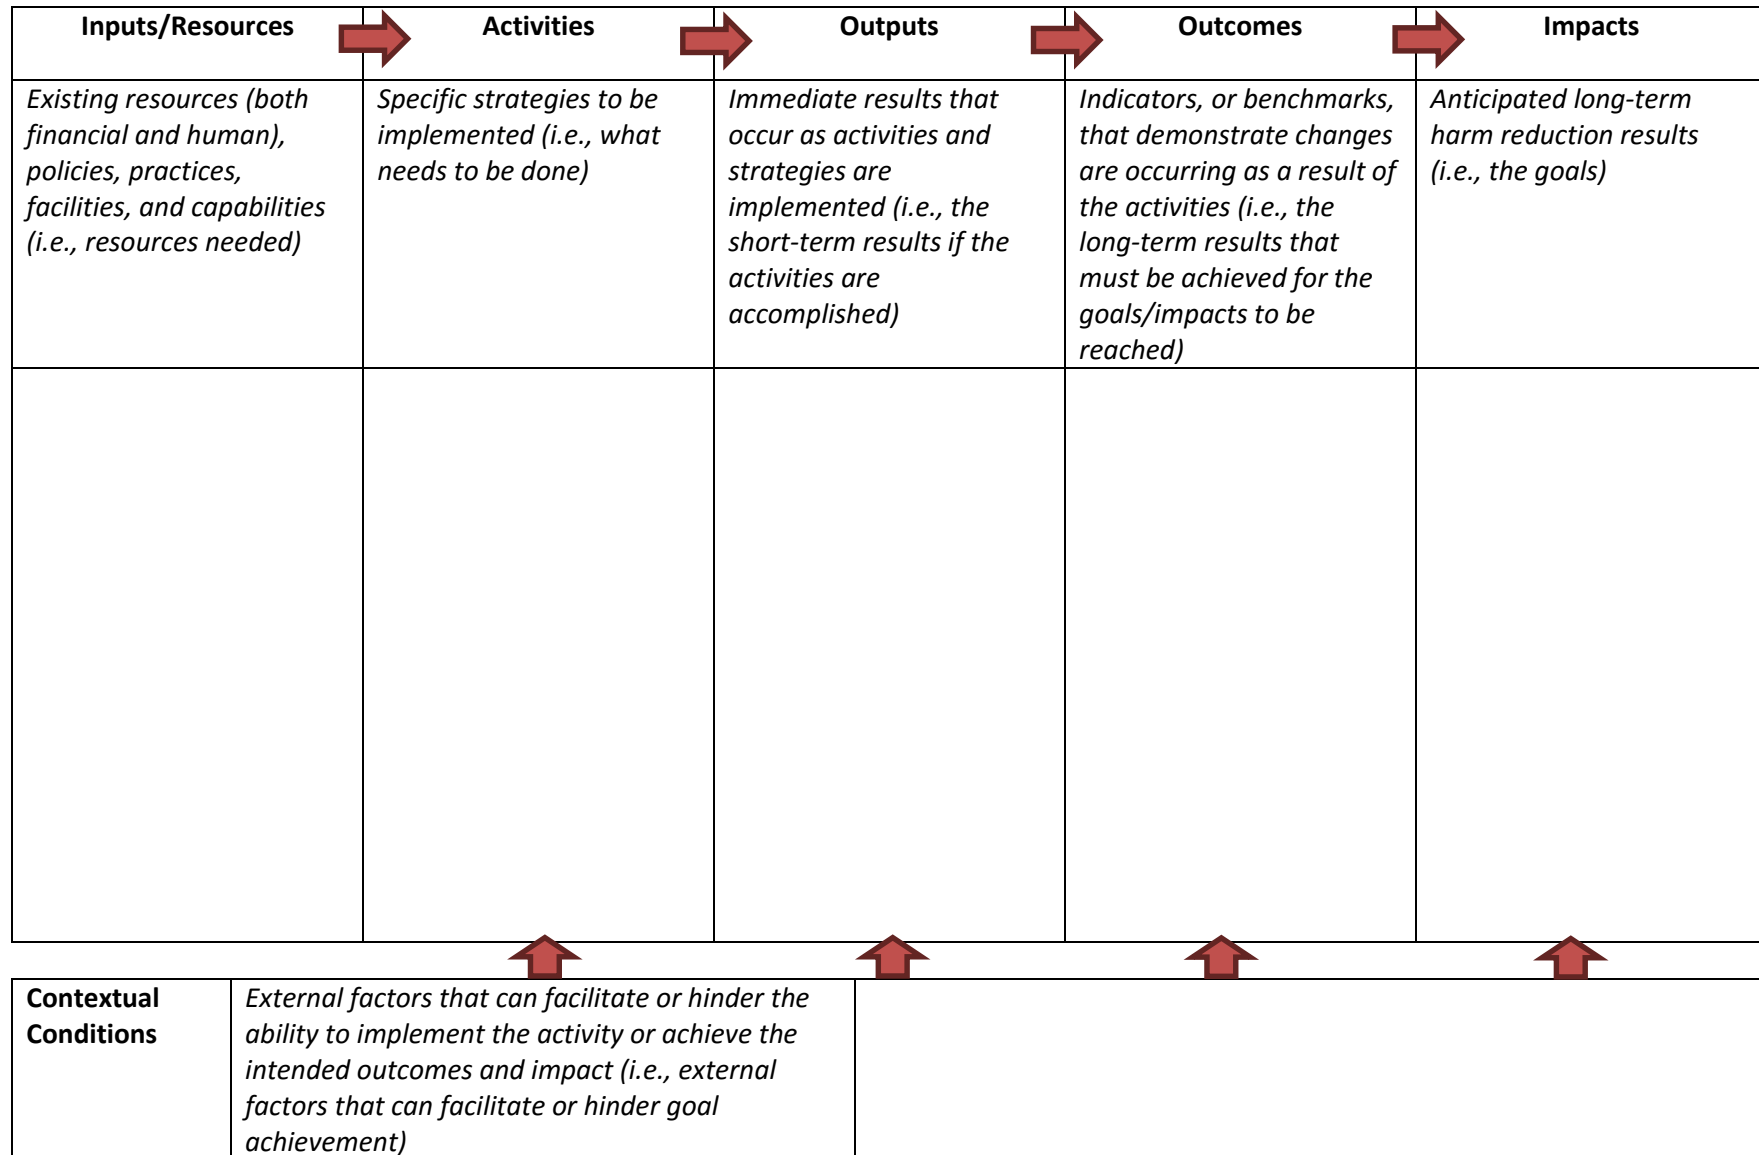 Inputs/Resources
Activities
Outputs
Outcomes
Impacts
Existing resources (both
financial and human),
policies, practices,
facilities, and capabilities
(i.e., resources needed)
Specific strategies to be
implemented (i.e., what
needs to be done)
Immediate results that
occur as activities and
strategies are
implemented (i.e., the
short-term results if the
activities are
accomplished)
Indicators, or benchmarks,
that demonstrate changes
are occurring as a result of
the activities (i.e., the
long-term results that
must be achieved for the
goals/impacts to be
reached)
Anticipated long-term
harm reduction results
(i.e., the goals)
Contextual
Conditions
External factors that can facilitate or hinder the
ability to implement the activity or achieve the
intended outcomes and impact (i.e., external
factors that can facilitate or hinder goal
achievement)